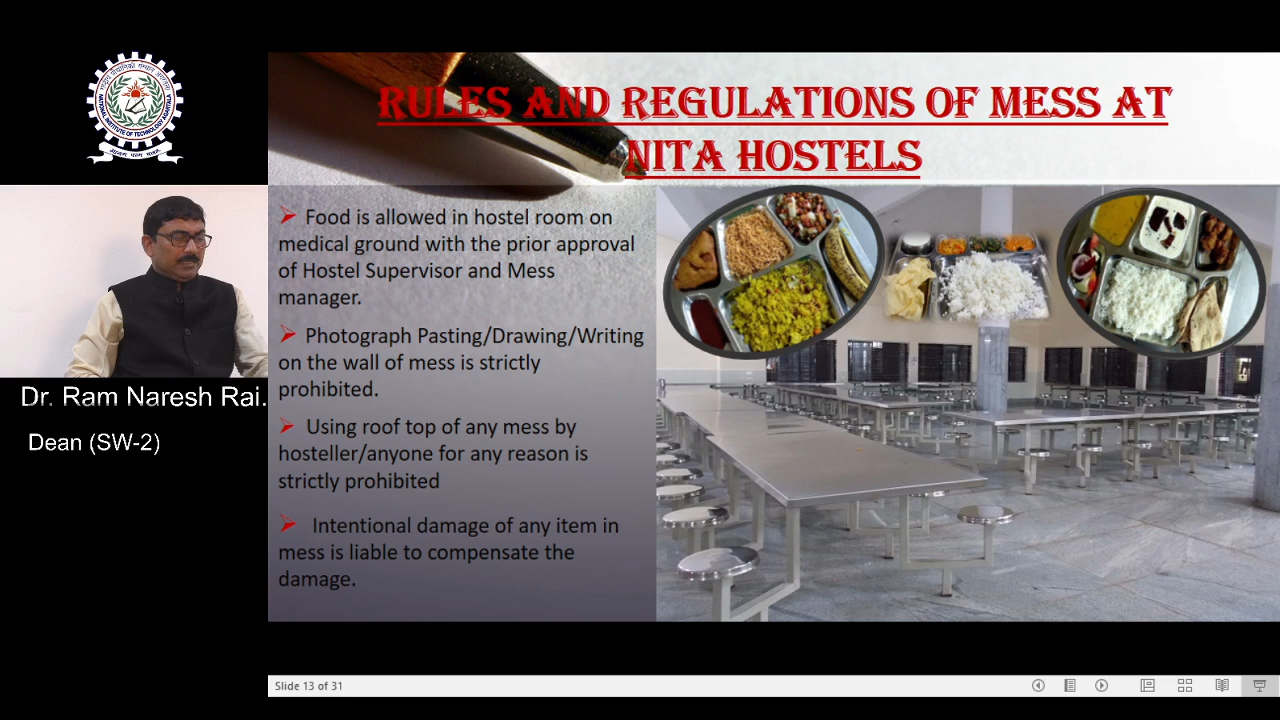 RULES AND REGULATIONS OF MESS AT
NITA HOSTELS
Food is allowed in hostel room on
medical ground with the prior approval
of Hostel Supervisor and Mess
manager.
Photograph Pasting/Drawing/Writing
on the wall of mess is strictly
prohibited.
Using roof top of any mess by
hosteller/anyone for any reason is
strictly prohibited
Intentional damage of any item in
mess is liable to compensate the
damage.
Dr. Ram Naresh Rai.
Dean (SW-2)
Slide 13 of 31